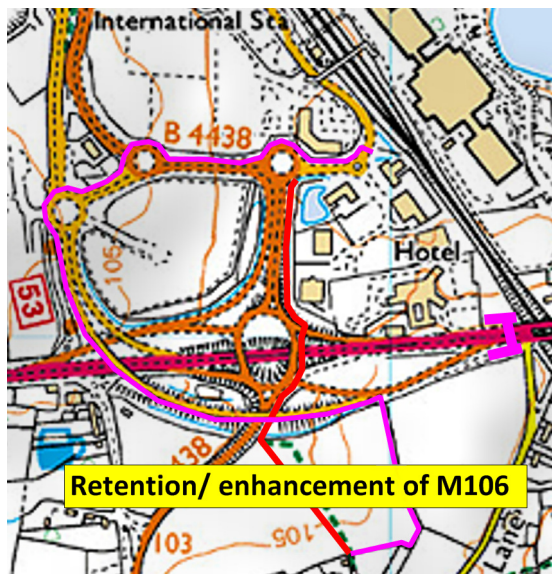 International Sta
B 4438
105
Hotel
53
438
Retention/ enhancement of M106
105
103
Lane